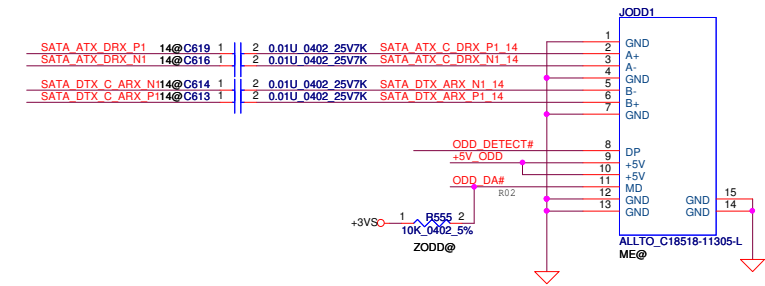 JODD1
1 GND
SATA_ATX_DRX_P1 14@C619 1 2 0.01U_0402_25V7K SATA_ATX_C_DRX_P1_14 2 A+
SATA_ATX_DRX_N1 14@C616 1 2 0.01U_0402_25V7K SATA_ATX_C_DRX_N1_14 3 A-
4 GND
SATA_DTX_C_ARX_N1 14@C614 1 2 0.01U_0402_25V7K SATA_DTX_ARX_N1_14 5 B-
SATA_DTX_C_ARX_P1 14@C613 1 2 0.01U_0402_25V7K SATA_DTX_ARX_P1_14 6 B+
7 GND
ODD_DETECT# 8 DP
+5V_ODD 9 +5V
10 +5V
ODD_DA# 11 MD
R02 12 GND GND 15
13 GND GND 14
+3VS 1 R555 2
10K_0402_5%
ZODD@
ALLTO_C18518-11305-L
ME@